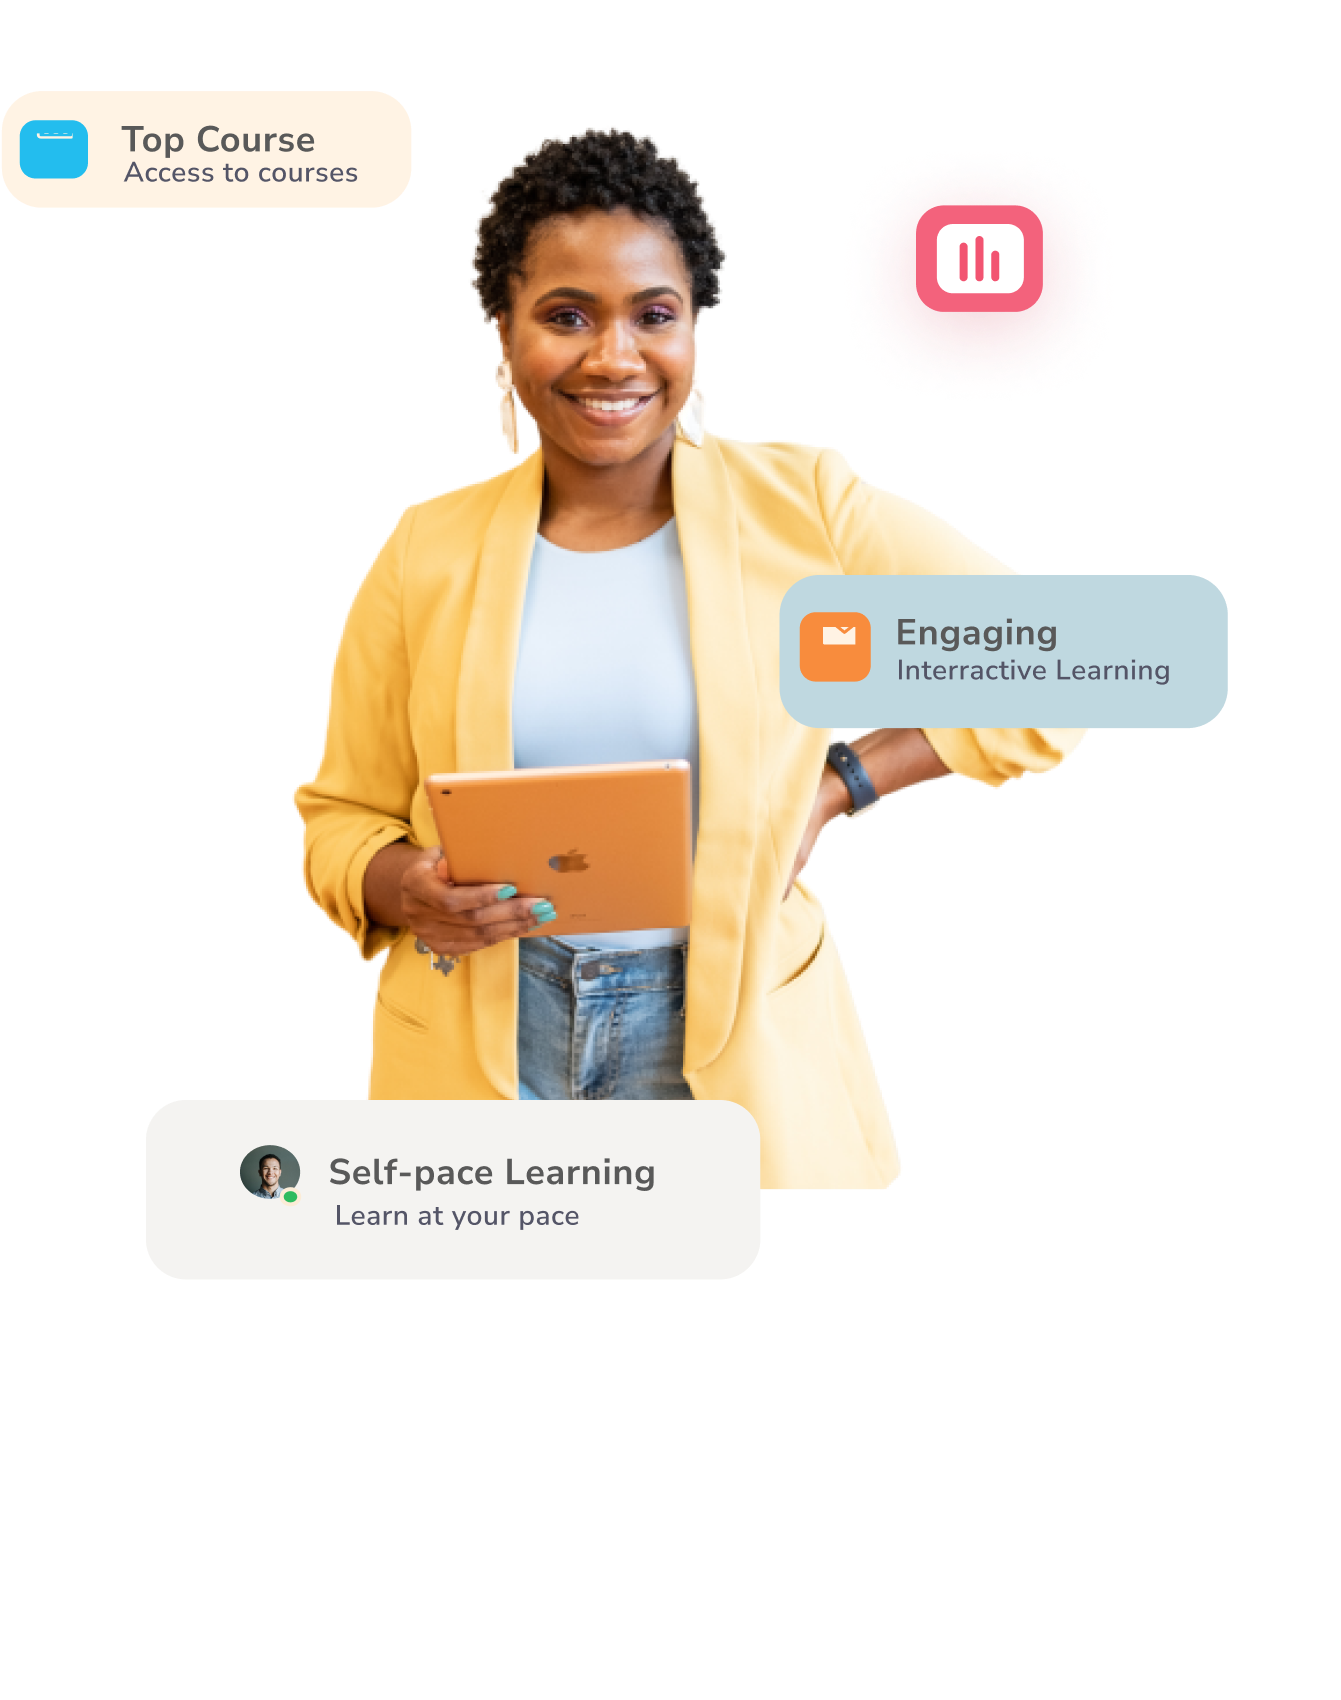 Top Course
Access to courses
Engaging
Interractive Learning
Self-pace Learning
Learn at your pace